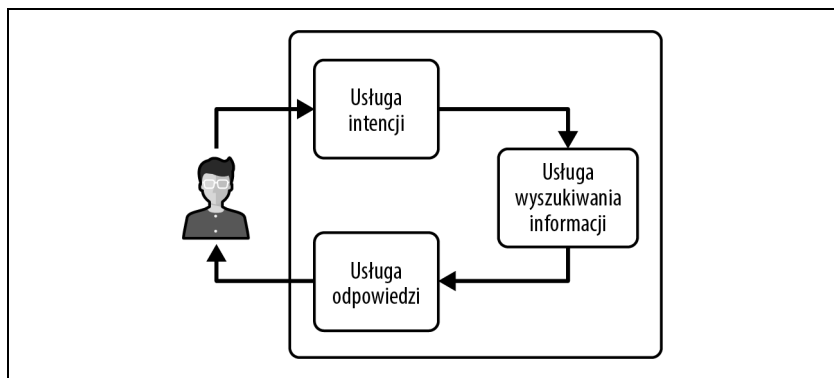 Usługa
intencji
Usługa
wyszukiwania
informacji
Usługa
odpowiedzi